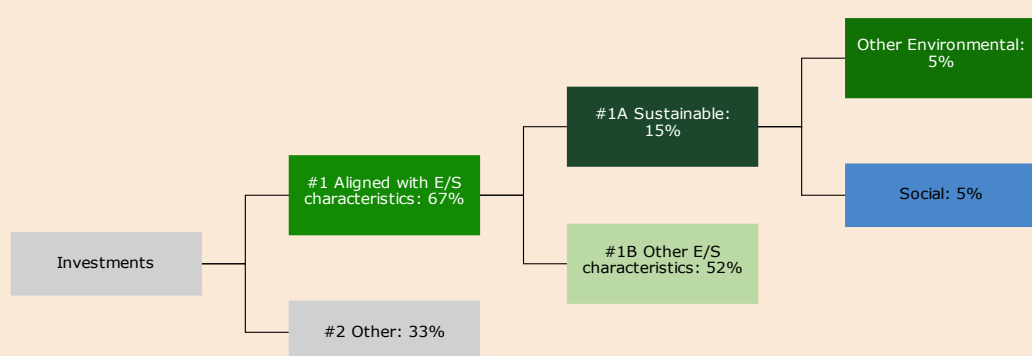 Other Environmental:
5%
#1A Sustainable:
15%
#1 Aligned with E/S
characteristics: 67%
Social: 5%
#1B Other E/S
characteristics: 52%
Investments
#2 Other: 33%